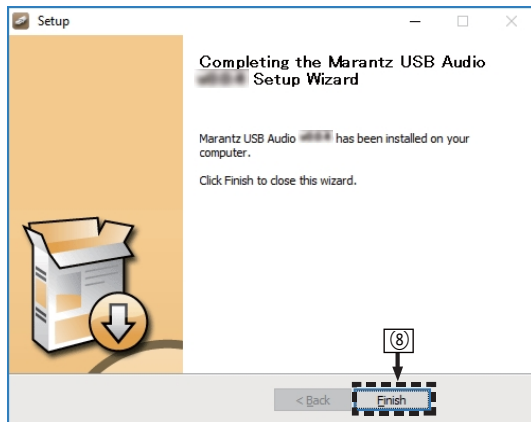 Setup
Completing the Marantz USB Audio
Setup Wizard
Marantz USB Audio has been installed on your
computer.
Click Finish to close this wizard.
⑧
< Back
Finish